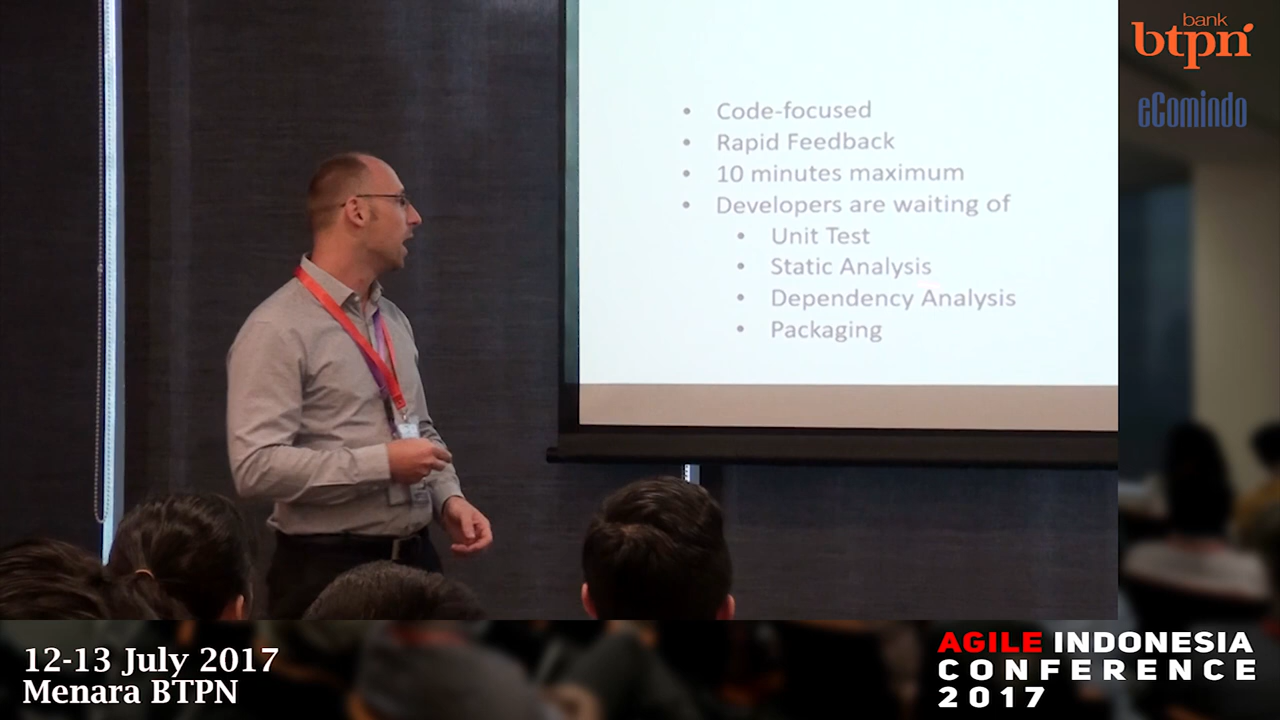 bank
btpn
eComindo
• Code-focused
• Rapid Feedback
• 10 minutes maximum
• Developers are waiting of
• Unit Test
• Static Analysis
• Dependency Analysis
• Packaging
12-13 July 2017
Menara BTPN
AGILE INDONESIA
CONFERENCE
2017